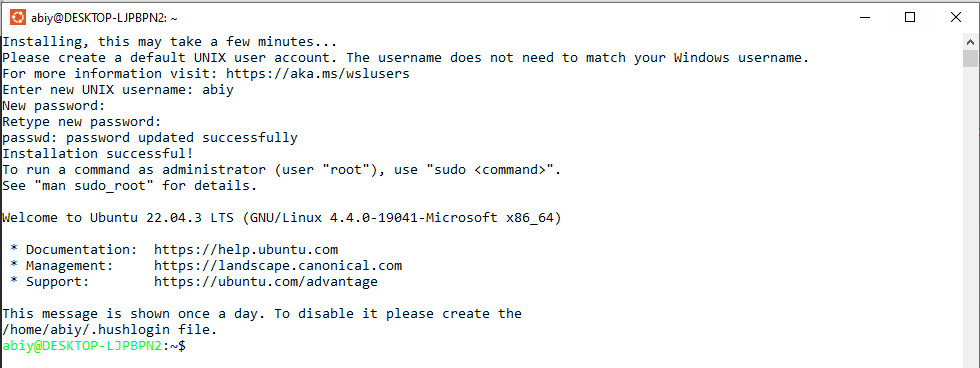 abiy@DESKTOP-LJPBPN2: ~
Installing, this may take a few minutes...
Please create a default UNIX user account. The username does not need to match your Windows username.
For more information visit: https://aka.ms/wslusers
Enter new UNIX username: abiy
New password:
Retype new password:
passwd: password updated successfully
Installation successful!
To run a command as administrator (user "root"), use "sudo <command>".
See "man sudo_root" for details.
Welcome to Ubuntu 22.04.3 LTS (GNU/Linux 4.4.0-19041-Microsoft x86_64)
* Documentation:  https://help.ubuntu.com
* Management:     https://landscape.canonical.com
* Support:        https://ubuntu.com/advantage
This message is shown once a day. To disable it please create the
/home/abiy/.hushlogin file.
abiy@DESKTOP-LJPBPN2:~$